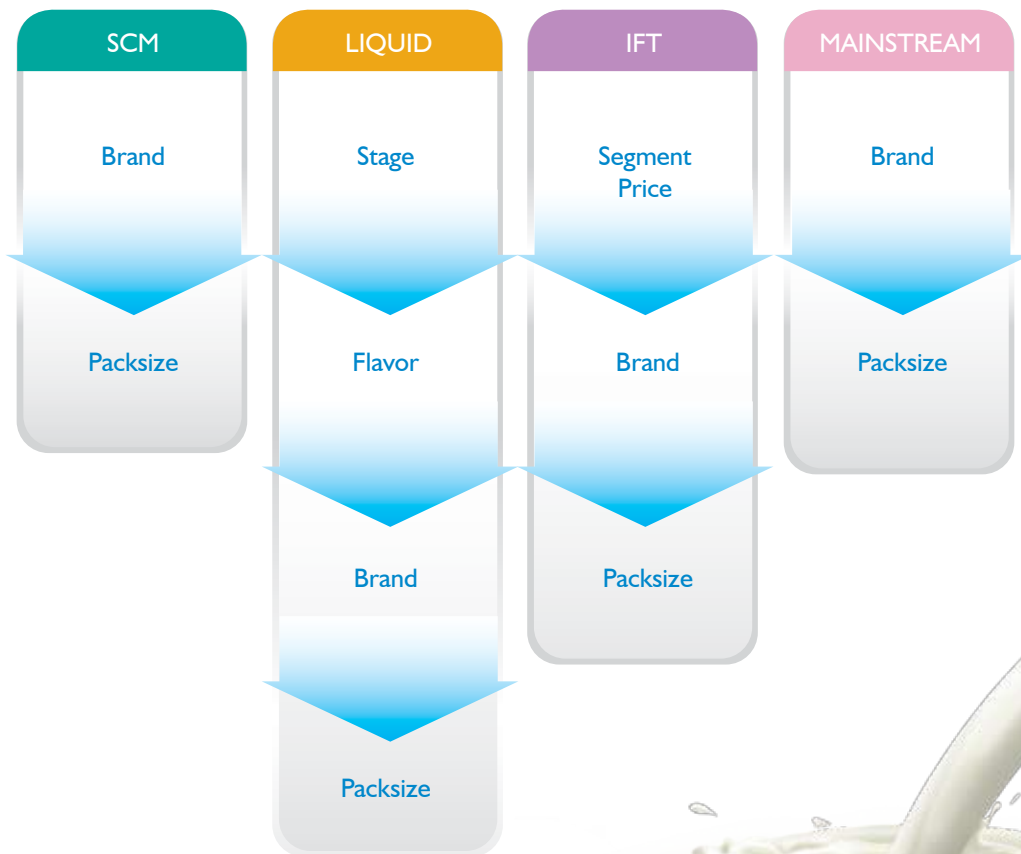 SCM
Brand
Packsize
LIQUID
Stage
Flavor
Brand
Packsize
IFT
Segment
Price
Brand
Packsize
MAINSTREAM
Brand
Packsize